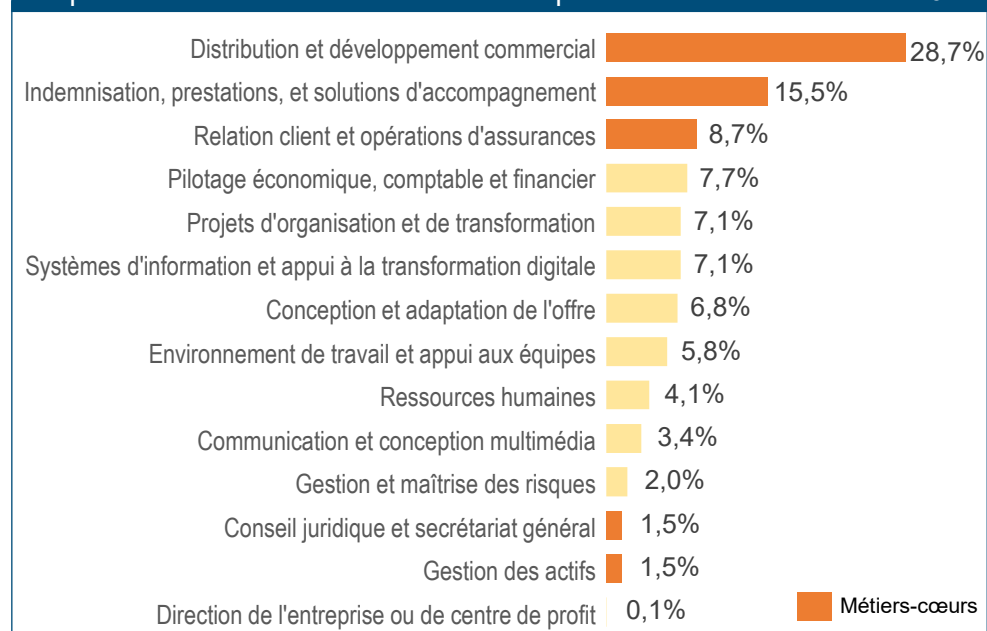 Distribution et développement commercial 28,7%
Indemnisation, prestations, et solutions d'accompagnement 15,5%
Relation client et opérations d'assurances 8,7%
Pilotage économique, comptable et financier 7,7%
Projets d'organisation et de transformation 7,1%
Systèmes d'information et appui à la transformation digitale 7,1%
Conception et adaptation de l'offre 6,8%
Environnement de travail et appui aux équipes 5,8%
Ressources humaines 4,1%
Communication et conception multimédia 3,4%
Gestion et maîtrise des risques 2,0%
Conseil juridique et secrétariat général 1,5%
Gestion des actifs 1,5%
Direction de l'entreprise ou de centre de profit 0,1%
Métiers-cœurs